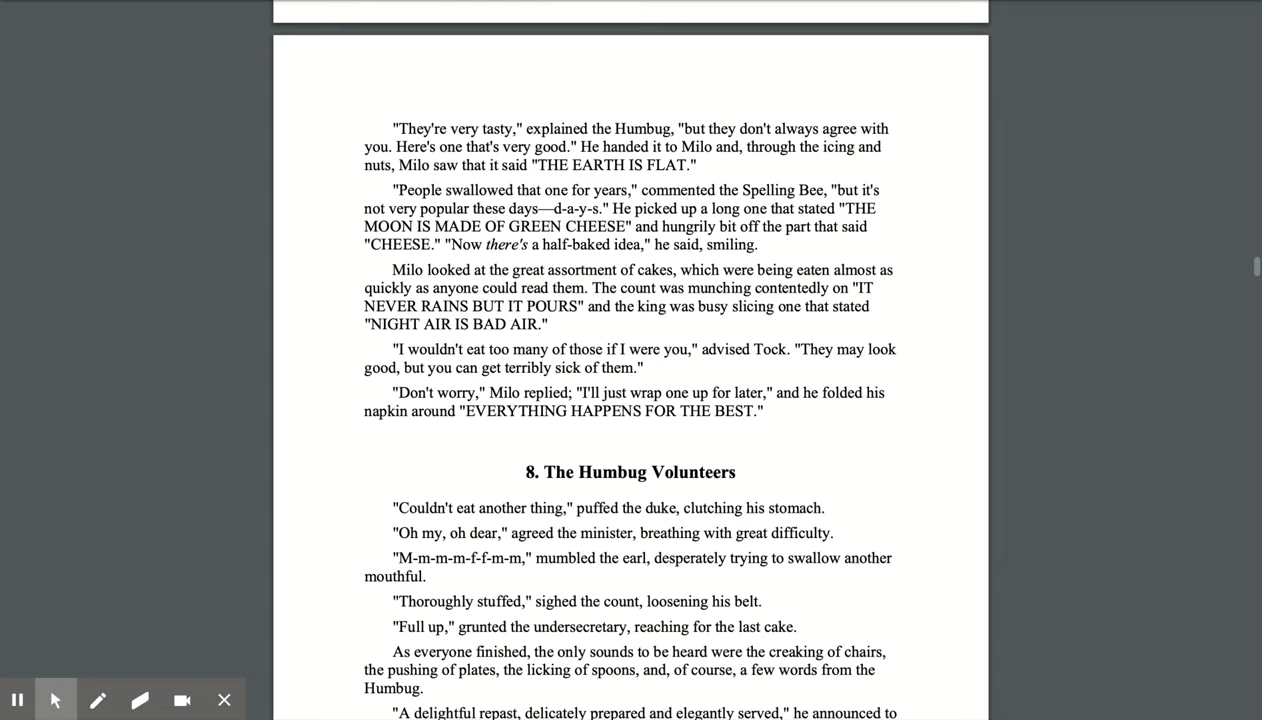 "They're very tasty," explained the Humbug, "but they don't always agree with
you. Here's one that's very good." He handed it to Milo and, through the icing and
nuts, Milo saw that it said "THE EARTH IS FLAT."
"People swallowed that one for years," commented the Spelling Bee, "but it's
not very popular these days—d-a-y-s." He picked up a long one that stated "THE
MOON IS MADE OF GREEN CHEESE" and hungrily bit off the part that said
"CHEESE." "Now there's a half-baked idea," he said, smiling.
Milo looked at the great assortment of cakes, which were being eaten almost as
quickly as anyone could read them. The count was munching contentedly on "IT
NEVER RAINS BUT IT POURS" and the king was busy slicing one that stated
"NIGHT AIR IS BAD AIR."
"I wouldn't eat too many of those if I were you," advised Tock. "They may look
good, but you can get terribly sick of them."
"Don't worry," Milo replied; "I'll just wrap one up for later," and he folded his
napkin around "EVERYTHING HAPPENS FOR THE BEST."
8. The Humbug Volunteers
"Couldn't eat another thing," puffed the duke, clutching his stomach.
"Oh my, oh dear," agreed the minister, breathing with great difficulty.
"M-m-m-m-f-f-m-m," mumbled the earl, desperately trying to swallow another
mouthful.
"Thoroughly stuffed," sighed the count, loosening his belt.
"Full up," grunted the undersecretary, reaching for the last cake.
As everyone finished, the only sounds to be heard were the creaking of chairs,
the pushing of plates, the licking of spoons, and, of course, a few words from the
Humbug.
"A delightful repast, delicately prepared and elegantly served," he announced to